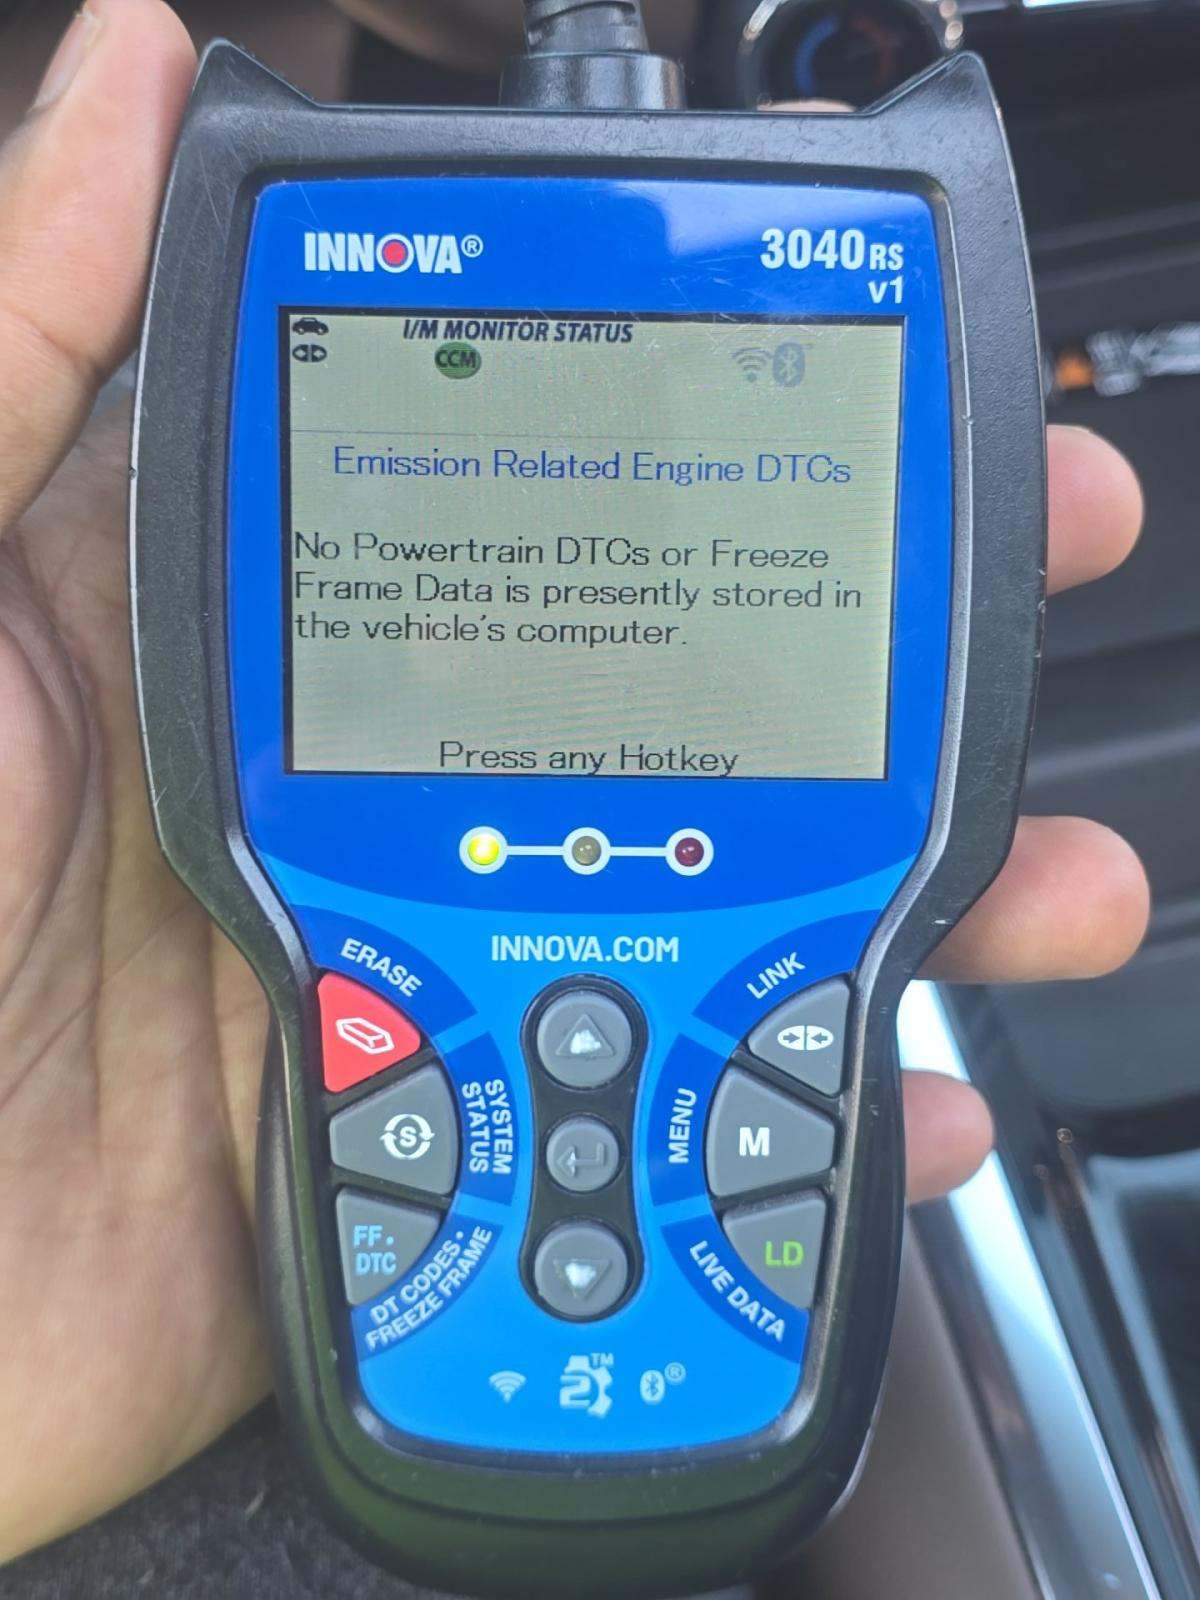 INNOVA®
3040RS
v1
I/M MONITOR STATUS
CCM
Emission Related Engine DTCs
No Powertrain DTCs or Freeze
Frame Data is presently stored in
the vehicle's computer.
Press any Hotkey
INNOVA.COM
ERASE
LINK
SYSTEM
STATUS
S
MENU
M
FF.
DTC
DT CODES •
FREEZE FRAME
LD
LIVE DATA
2
TM
®